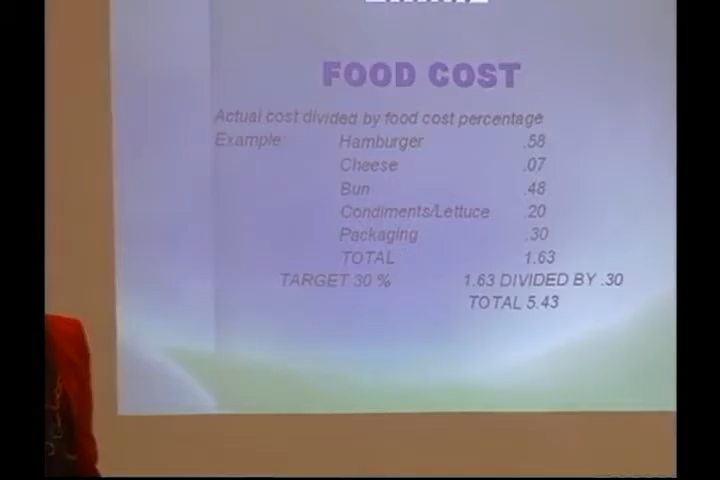 FOOD COST
Actual cost divided by food cost percentage
Example: Hamburger .58
Cheese .07
Bun .48
Condiments/Lettuce .20
Packaging .30
TOTAL 1.63
TARGET 30 % 1.63 DIVIDED BY .30
TOTAL 5.43